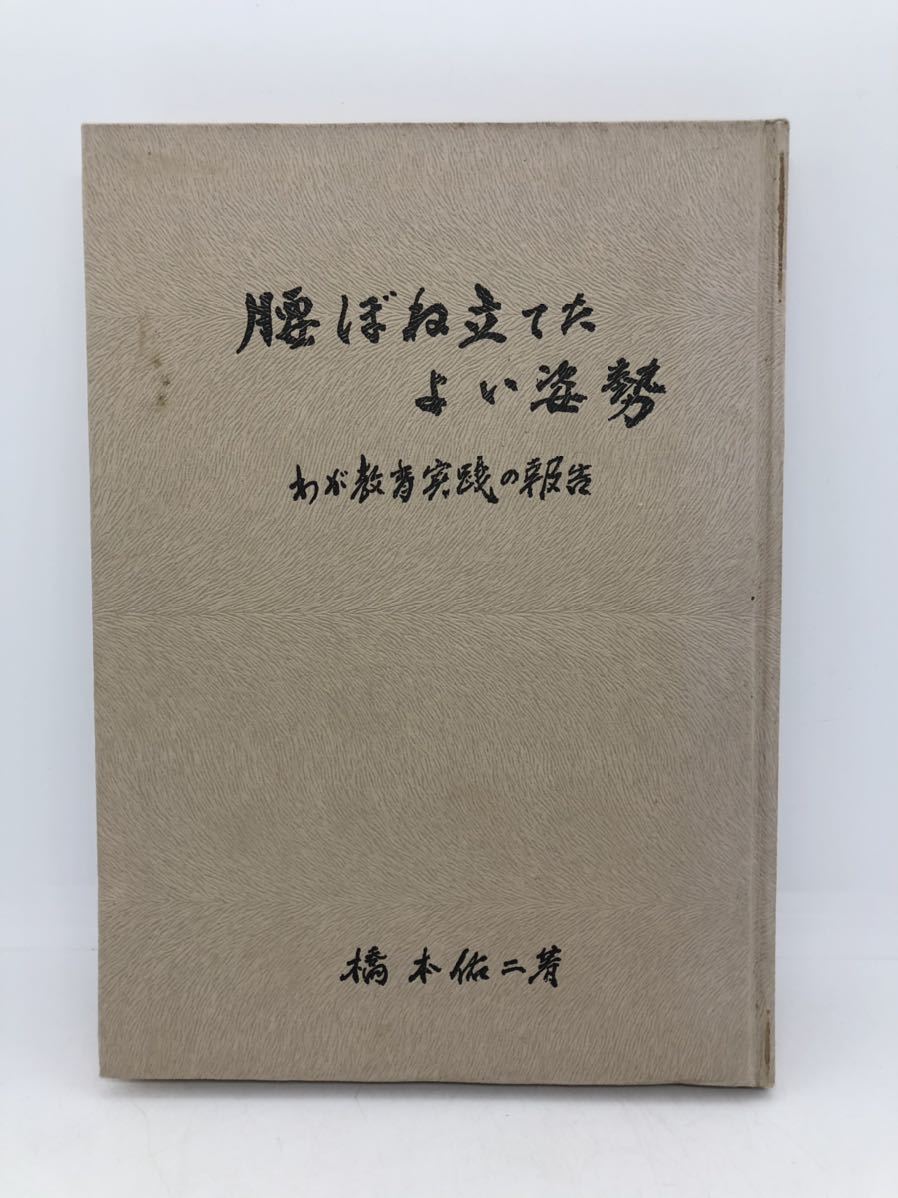 腰ぼね立てた
よい姿勢
わが教育実践の報告
橋本佑二著